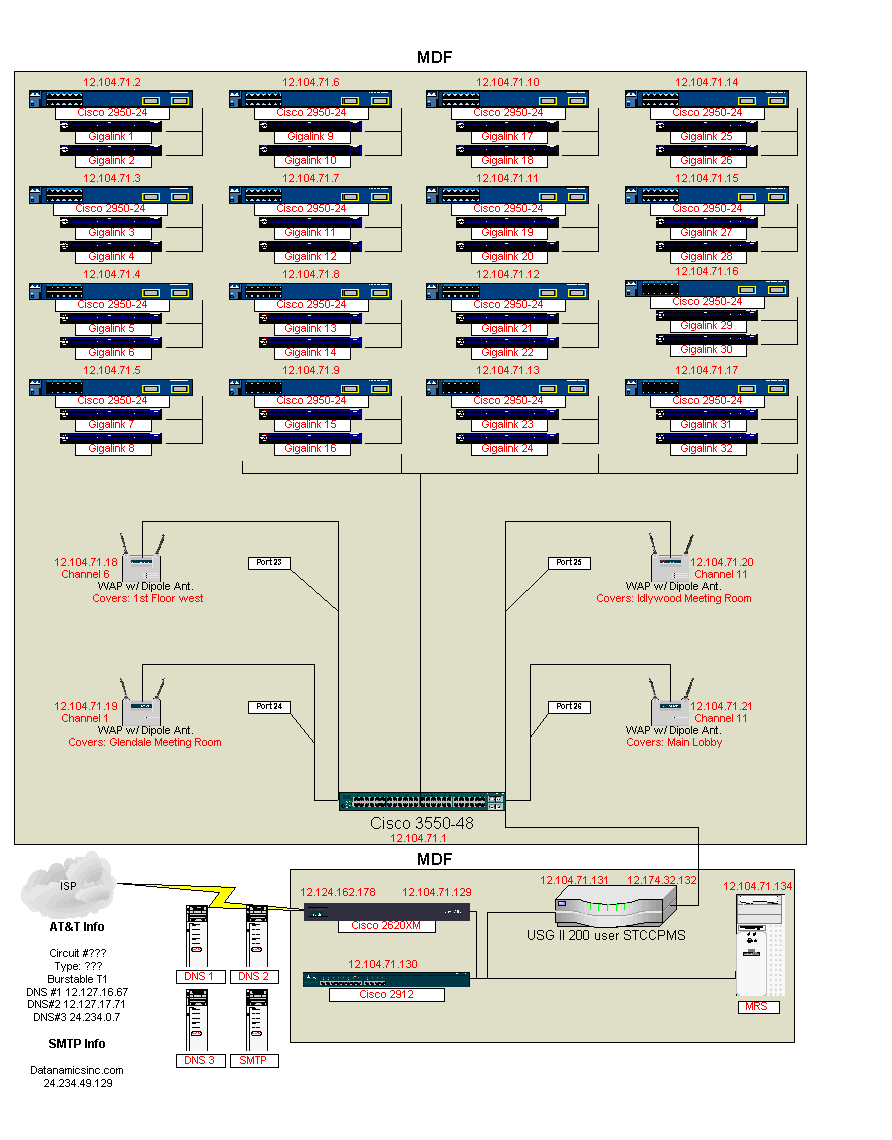 MDF
12.104.71.2
Cisco 2950-24
Gigalink 1
Gigalink 2
12.104.71.6
Cisco 2950-24
Gigalink 9
Gigalink 10
12.104.71.10
Cisco 2950-24
Gigalink 17
Gigalink 18
12.104.71.14
Cisco 2950-24
Gigalink 25
Gigalink 26
12.104.71.3
Cisco 2950-24
Gigalink 3
Gigalink 4
12.104.71.7
Cisco 2950-24
Gigalink 11
Gigalink 12
12.104.71.11
Cisco 2950-24
Gigalink 19
Gigalink 20
12.104.71.15
Cisco 2950-24
Gigalink 27
Gigalink 28
12.104.71.4
Cisco 2950-24
Gigalink 5
Gigalink 6
12.104.71.8
Cisco 2950-24
Gigalink 13
Gigalink 14
12.104.71.12
Cisco 2950-24
Gigalink 21
Gigalink 22
12.104.71.16
Cisco 2950-24
Gigalink 29
Gigalink 30
12.104.71.5
Cisco 2950-24
Gigalink 7
Gigalink 8
12.104.71.9
Cisco 2950-24
Gigalink 15
Gigalink 16
12.104.71.13
Cisco 2950-24
Gigalink 23
Gigalink 24
12.104.71.17
Cisco 2950-24
Gigalink 31
Gigalink 32
12.104.71.18
Channel 6
WAP w/ Dipole Ant.
Covers: 1st Floor west
Port 23
Port 25
12.104.71.20
Channel 11
WAP w/ Dipole Ant.
Covers: Idlywood Meeting Room
12.104.71.19
Channel 1
WAP w/ Dipole Ant.
Covers: Glendale Meeting Room
Port 24
Port 26
12.104.71.21
Channel 11
WAP w/ Dipole Ant.
Covers: Main Lobby
Cisco 3550-48
12.104.71.1
MDF
ISP
AT&T Info
Circuit #???
Type: ???
Burstable T1
DNS #1 12.127.16.67
DNS#2 12.127.17.71
DNS#3 24.234.0.7
SMTP Info
Datanamicsinc.com
24.234.49.129
DNS 1
DNS 2
DNS 3
SMTP
12.124.162.178
12.104.71.129
Cisco 2620XM
12.104.71.130
Cisco 2912
12.104.71.131
12.174.32.132
USG II 200 user STCCPMS
12.104.71.134
MRS